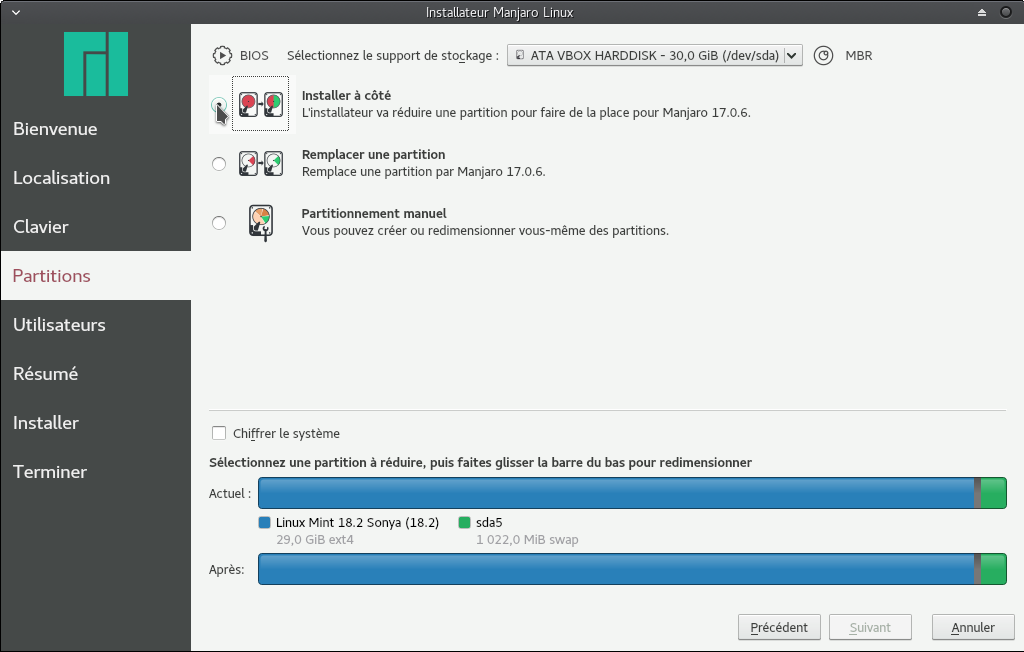 Installateur Manjaro Linux
BIOS Sélectionnez le support de stockage : ATA VBOX HARDDISK - 30,0 GiB (/dev/sda) MBR
Bienvenue
Localisation
Clavier
Partitions
Utilisateurs
Résumé
Installer
Terminer
Installer à côté
L'installateur va réduire une partition pour faire de la place pour Manjaro 17.0.6.
Remplacer une partition
Remplace une partition par Manjaro 17.0.6.
Partitionnement manuel
Vous pouvez créer ou redimensionner vous-même des partitions.
Chiffrer le système
Sélectionnez une partition à réduire, puis faites glisser la barre du bas pour redimensionner
Actuel :
Linux Mint 18.2 Sonya (18.2) sda5
29,0 GiB ext4 1 022,0 MiB swap
Après:
Précédent Suivant Annuler